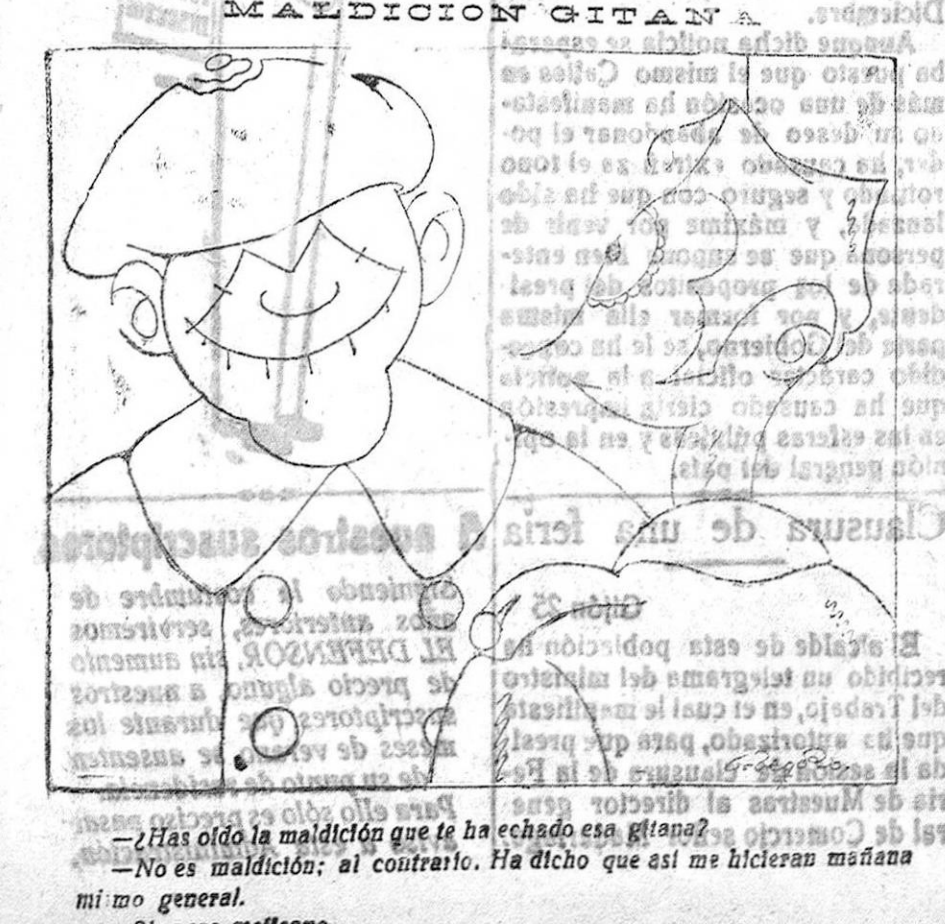 MALDICION GITANA
—¿Has oído la maldición que te ha echado esa gitana?
—No es maldición; al contrario. Ha dicho que así me hicieran mañana
mismo general.
Diciembre.
Aunque dicha noticia se
ha puesto que el mismo Calles en
más de una ocasión ha manifesta-
do su deseo de abandonar el po-
der, ha causado el tono
rotundo y seguro con que ha sido
lanzada, y máxime por venir de
persona que se supone bien ente-
rada de los propósitos del presi-
dente, y por formar ella misma
parte del Gobierno, se le ha conce-
dido carácter oficial a la noticia
que ha causado cierta impresión
en las esferas políticas y en la opi-
nión general del país.
Clausura de una feria
Gijón 25
El alcalde de esta población ha
recibido un telegrama del ministro
del Trabajo, en el cual le manifiesta
que ha autorizado, para que presi-
da la sesión de clausura de la Fe-
ria de Muestras al director gene-
ral de Comercio señor
A nuestros suscriptores
Siguiendo la costumbre de
años anteriores, serviremos
EL DEFENSOR, sin aumento
de precio alguno, a nuestros
suscriptores que durante los
meses de verano se ausenten
de su punto de residencia.
Para ello sólo es preciso pasar